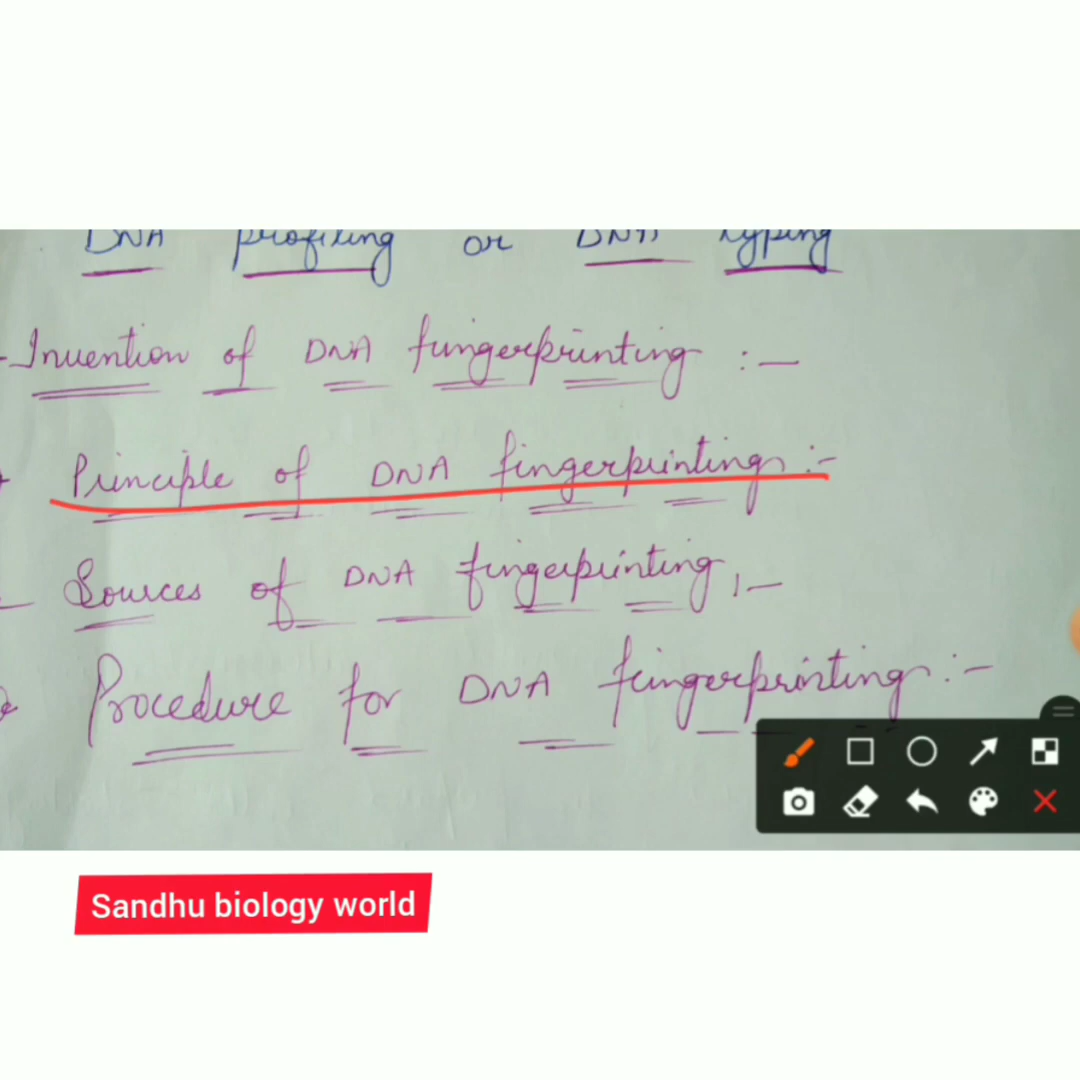 DNA profiling or DNA typing
Invention of DNA fingerprinting :-
Principle of DNA fingerprinting :-
Sources of DNA fingerprinting :-
Procedure for DNA fingerprinting :-
Sandhu biology world